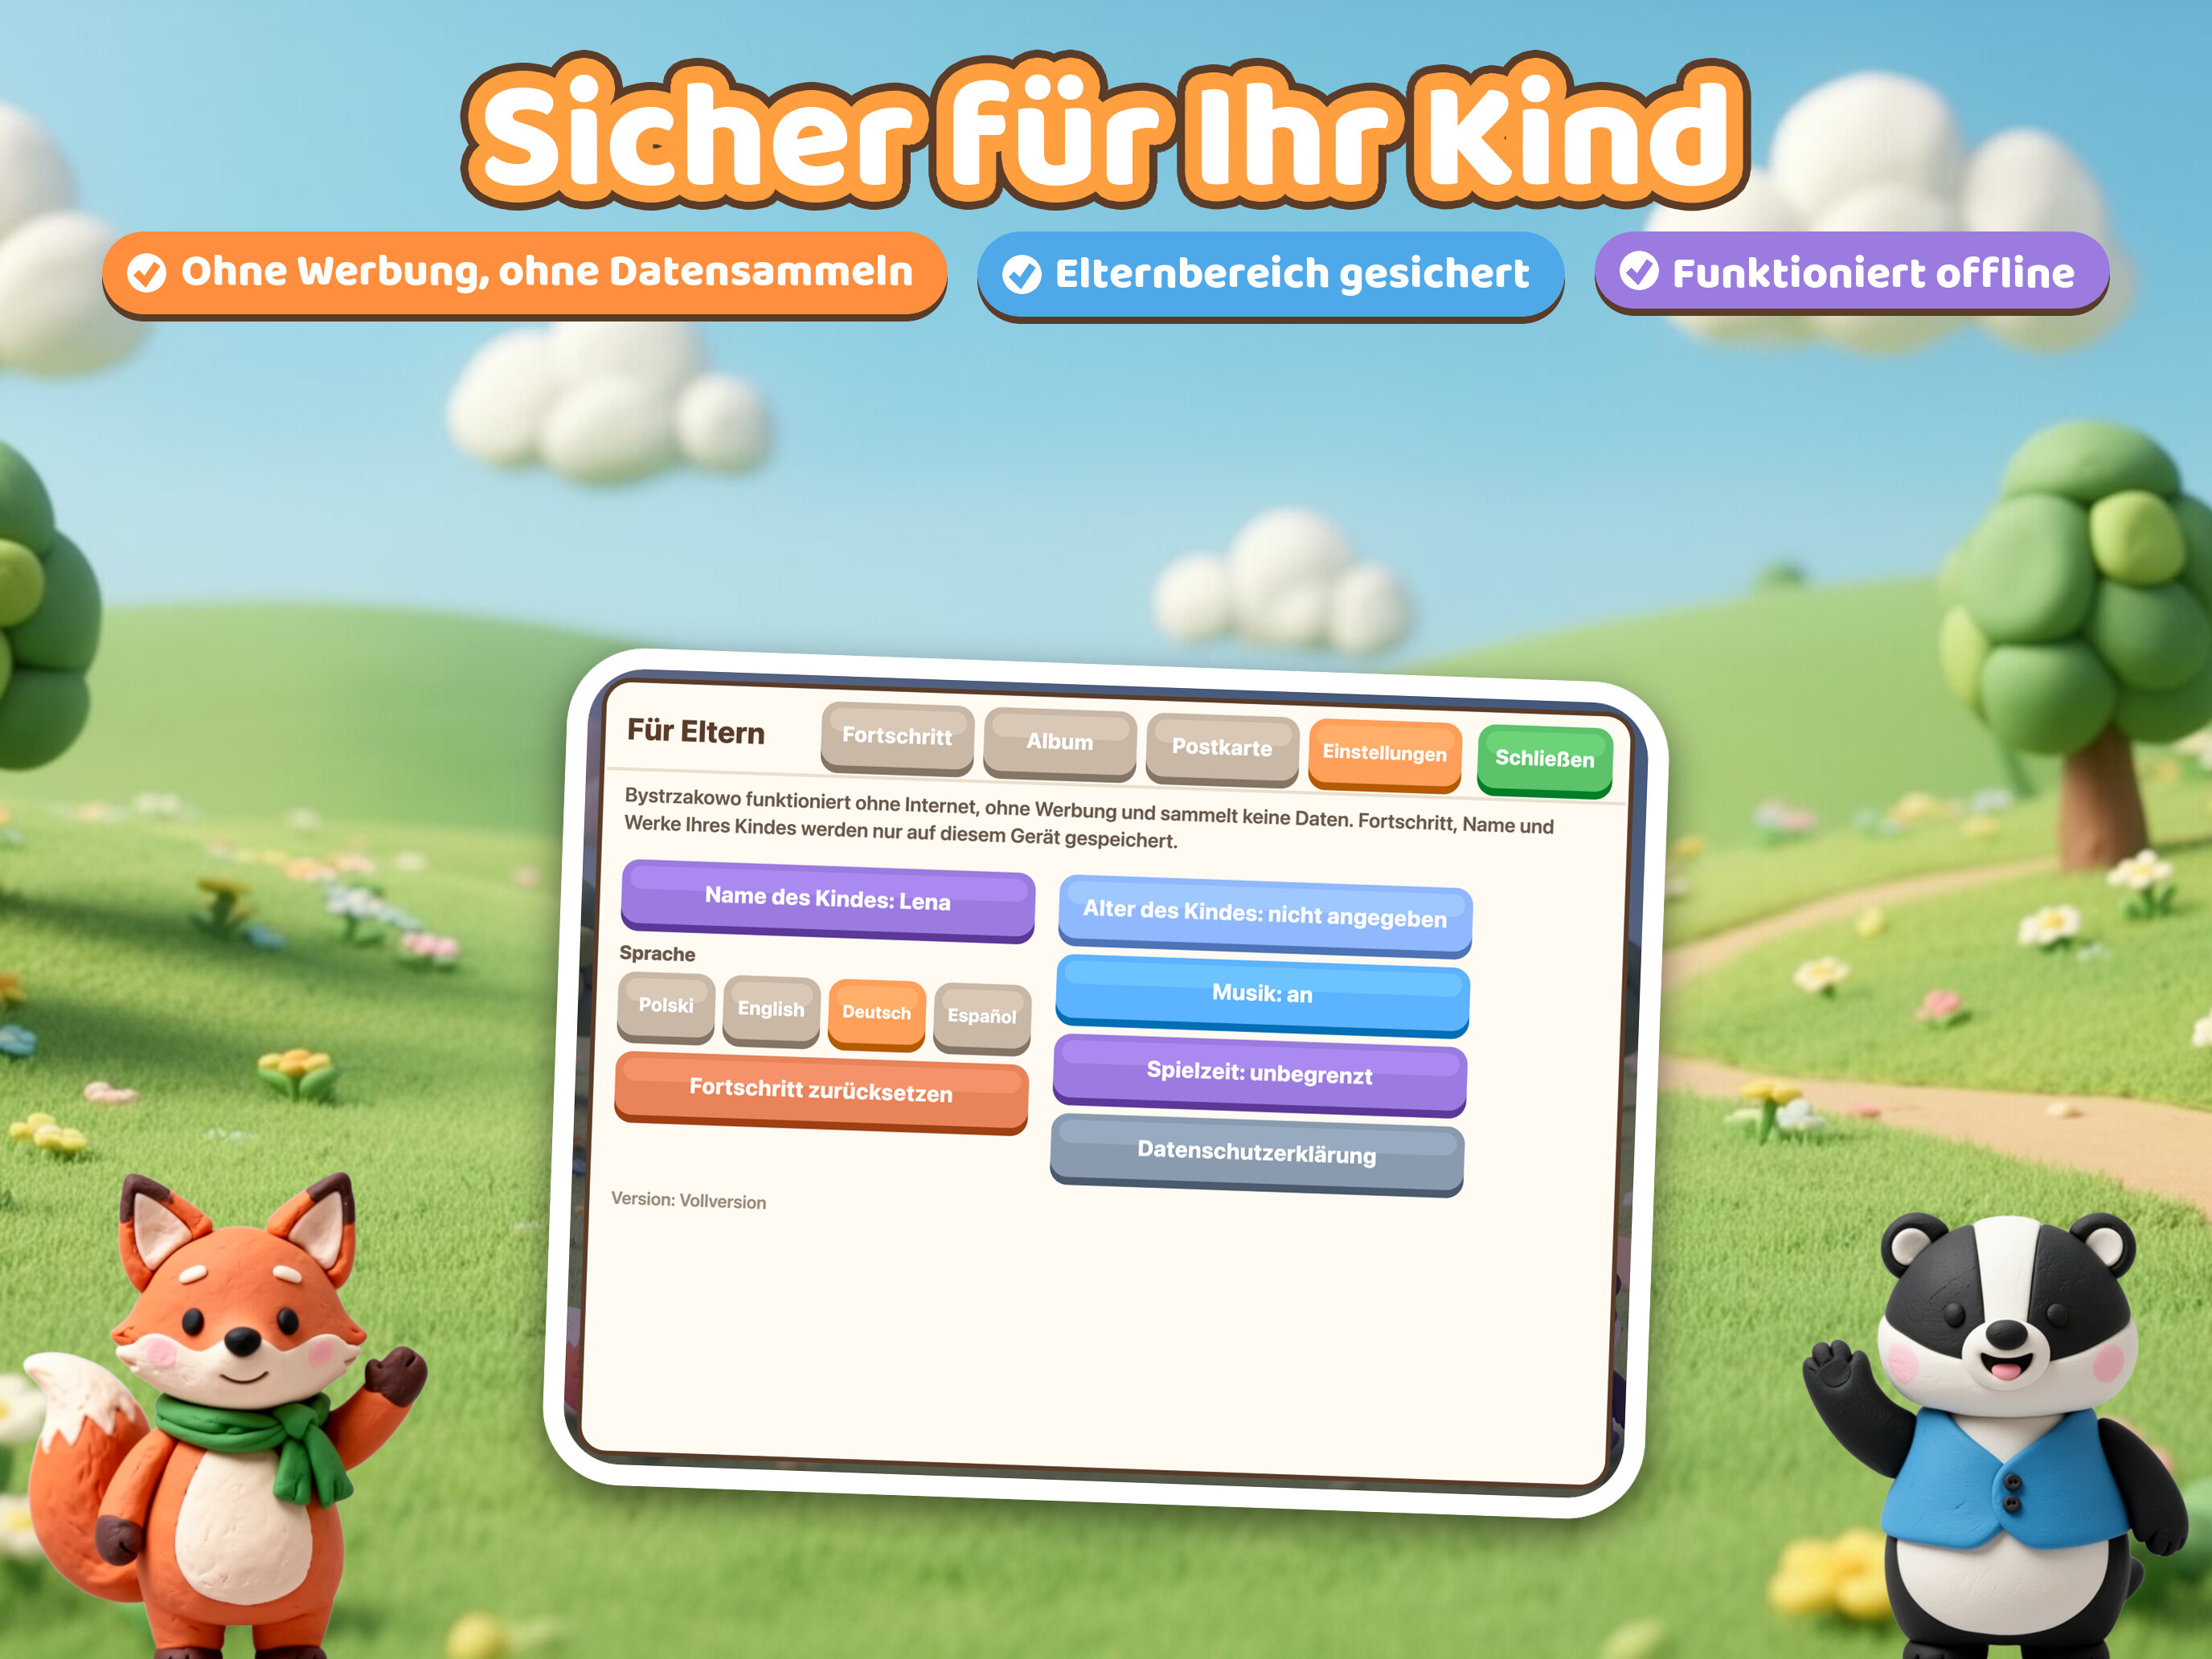 Sicher für Ihr Kind
Ohne Werbung, ohne Datensammeln
Elternbereich gesichert
Funktioniert offline
Für Eltern
Fortschritt
Album
Postkarte
Einstellungen
Schließen
Bystrzakowo funktioniert ohne Internet, ohne Werbung und sammelt keine Daten. Fortschritt, Name und
Werke Ihres Kindes werden nur auf diesem Gerät gespeichert.
Name des Kindes: Lena
Alter des Kindes: nicht angegeben
Sprache
Polski
English
Deutsch
Español
Musik: an
Fortschritt zurücksetzen
Spielzeit: unbegrenzt
Datenschutzerklärung
Version: Vollversion